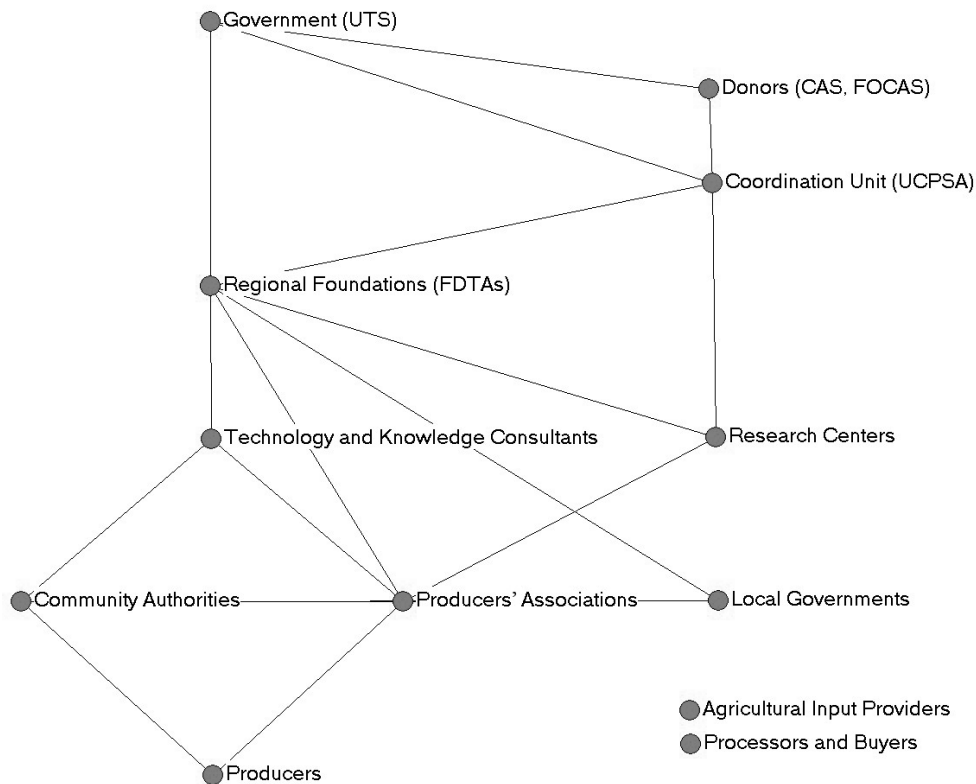 Government (UTS)
Donors (CAS, FOCAS)
Coordination Unit (UCPSA)
Regional Foundations (FDTAs)
Technology and Knowledge Consultants
Research Centers
Community Authorities
Producers’ Associations
Local Governments
Agricultural Input Providers
Processors and Buyers
Producers